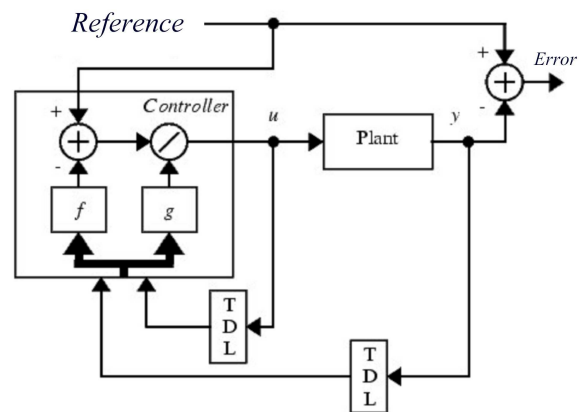 Reference
+
Error
-
Controller
+
-
f
g
u
Plant
y
T
D
L
T
D
L